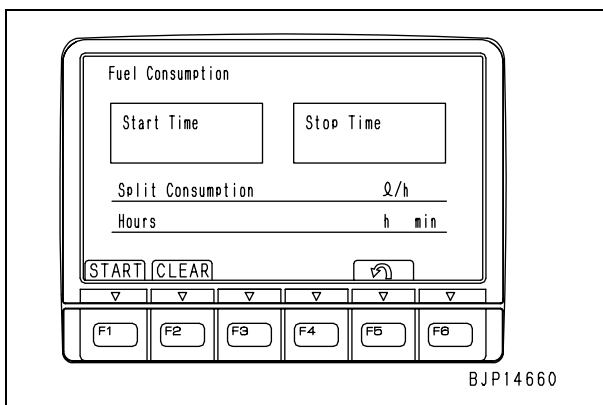 Fuel Consumption
Start Time Stop Time
Split Consumption ℓ/h
Hours h min
START CLEAR
F1 F2 F3 F4 F5 F6
BJP14660